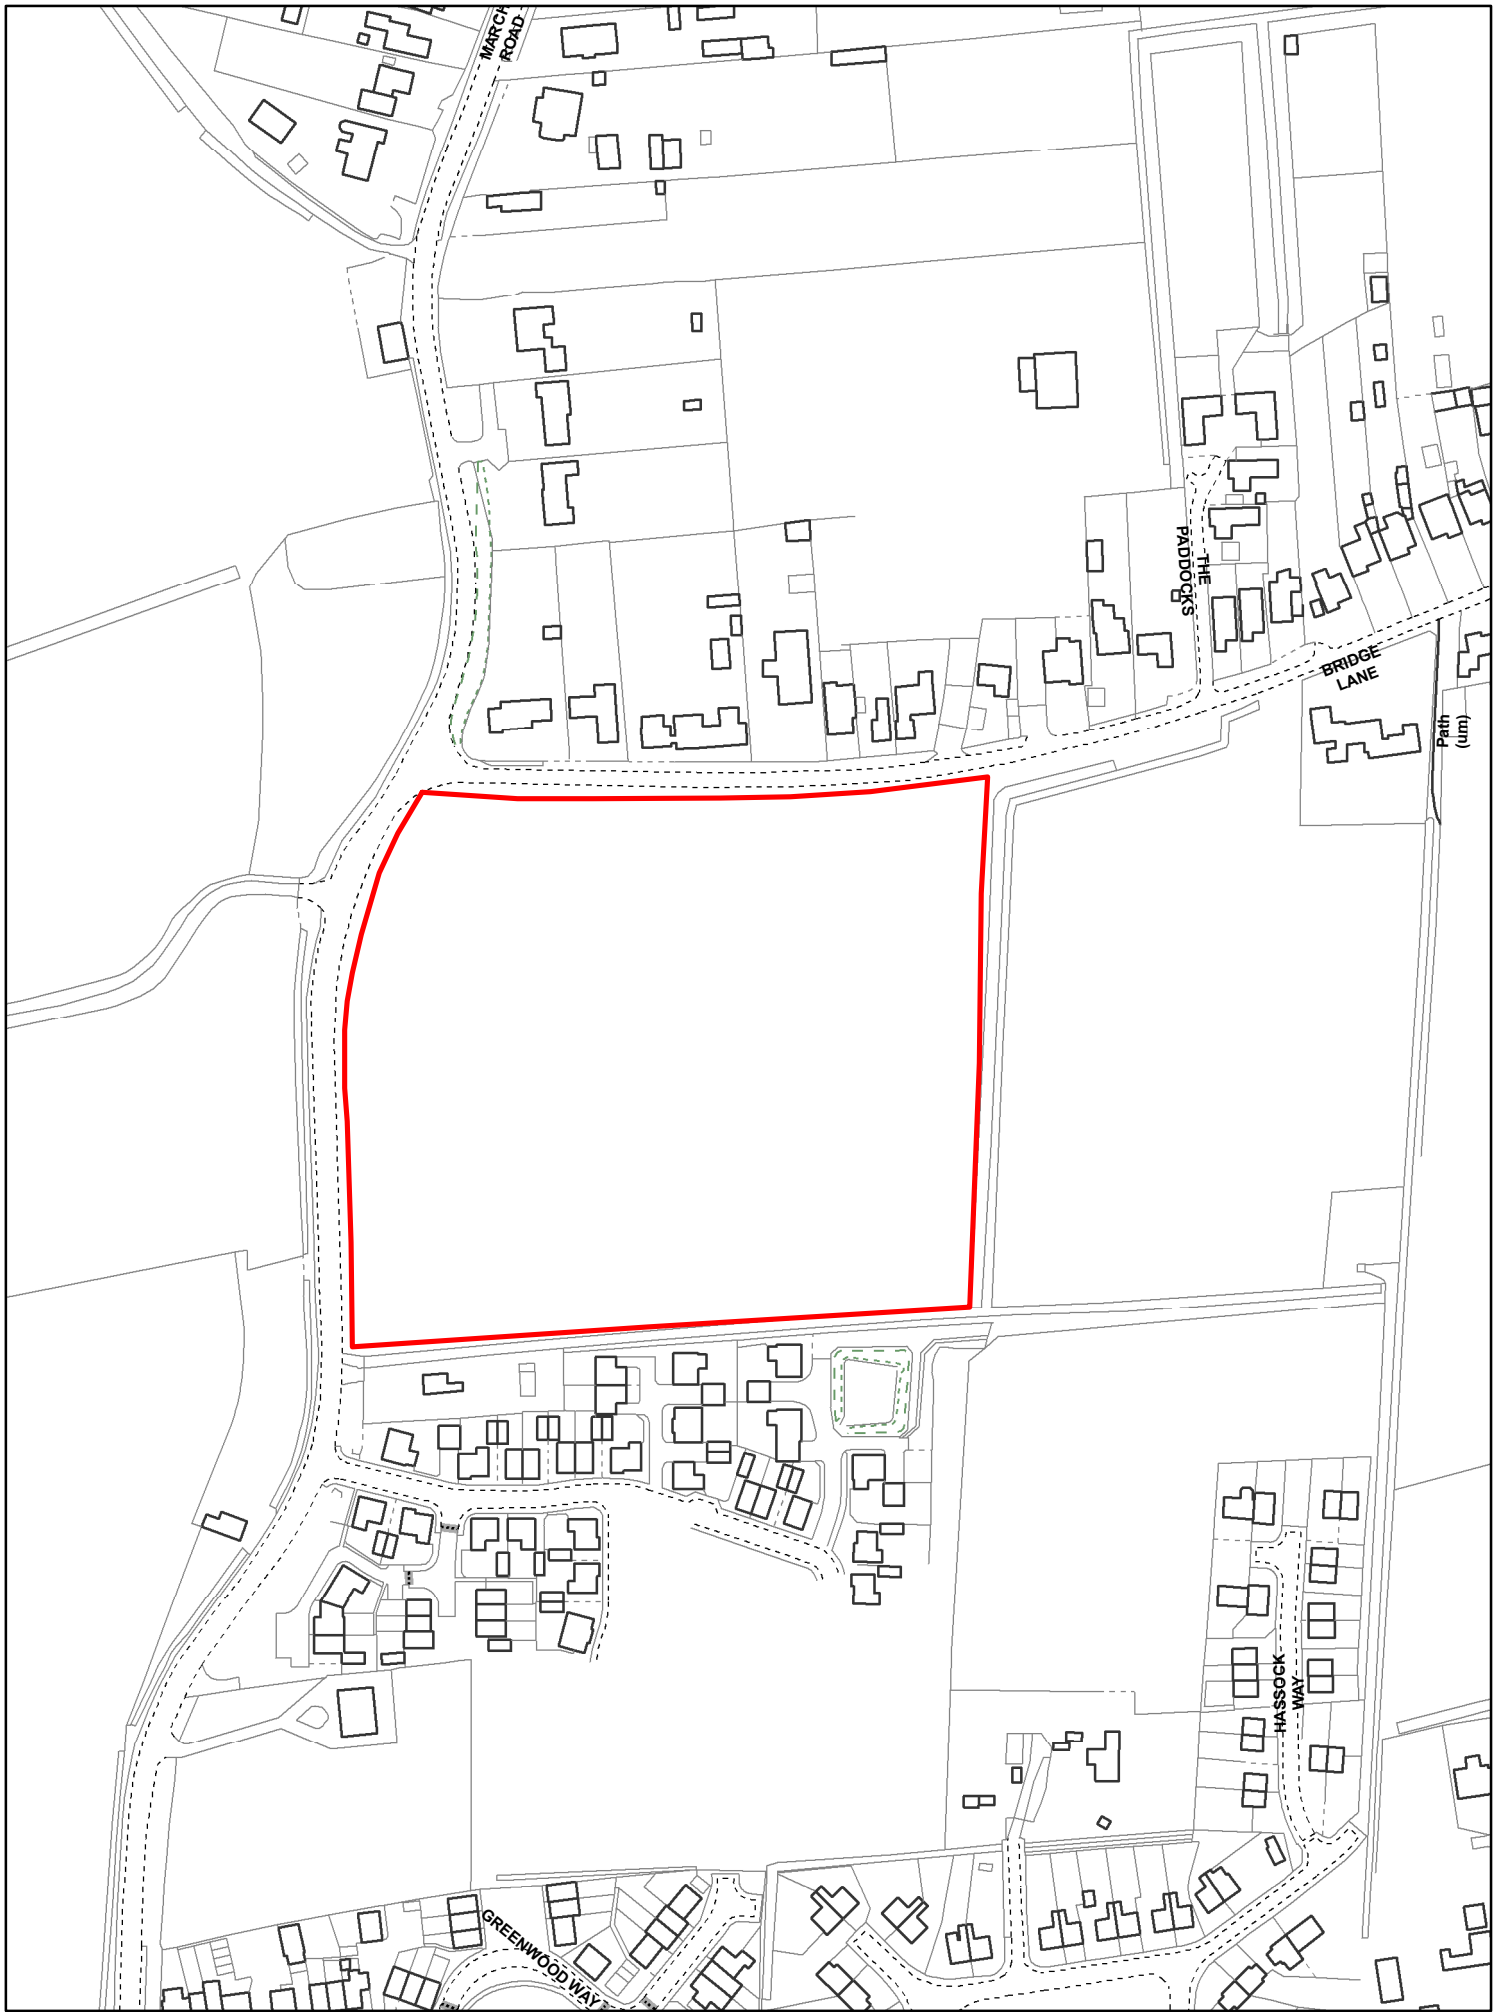 MARCH
ROAD
THE
PADDOCKS
BRIDGE
LANE
Path
(um)
HASSOCK
WAY
GREENWOOD WAY